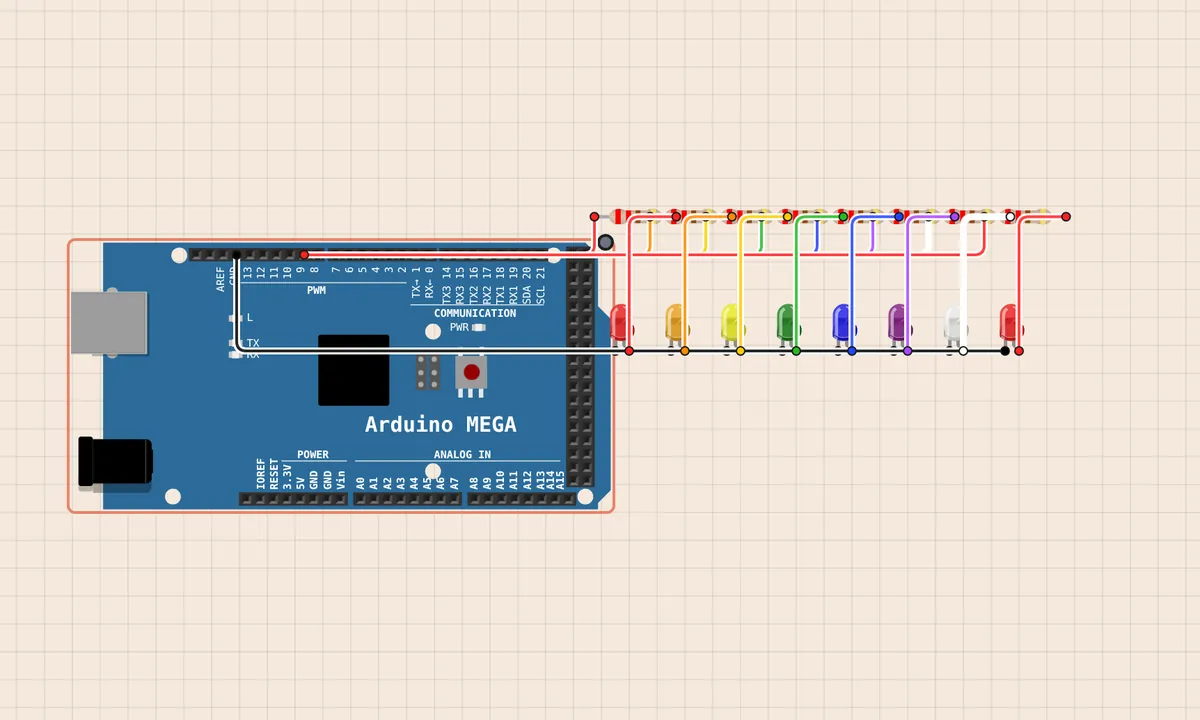 AREF
GND
13
12
11
10
9
8
7
6
5
4
3
2
TX→ 1
RX← 0
TX3 14
RX3 15
TX2 16
RX2 17
TX1 18
RX1 19
SDA 20
SCL 21
PWM
COMMUNICATION
L
PWR
TX
RX
Arduino MEGA
POWER
ANALOG IN
IOREF
RESET
3.3V
5V
GND
GND
Vin
A0
A1
A2
A3
A4
A5
A6
A7
A8
A9
A10
A11
A12
A13
A14
A15